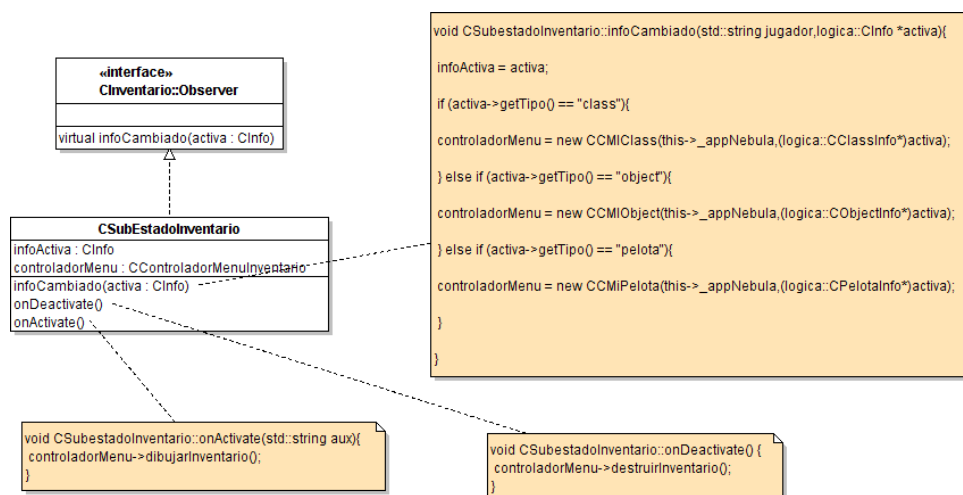 «interface»
CInventario::Observer
virtual infoCambiado(activa : CInfo)
CSubEstadoInventario
infoActiva : CInfo
controladorMenu : CControladorMenuInventario
infoCambiado(activa : CInfo)
onDeactivate()
onActivate()
void CSubestadoInventario::infoCambiado(std::string jugador,logica::CInfo *activa){
infoActiva = activa;
if (activa->getTipo() == "class"){
controladorMenu = new CCMIClass(this->_appNebula,(logica::CClassInfo*)activa);
} else if (activa->getTipo() == "object"){
controladorMenu = new CCMIObject(this->_appNebula,(logica::CObjectInfo*)activa);
} else if (activa->getTipo() == "pelota"){
controladorMenu = new CCMiPelota(this->_appNebula,(logica::CPelotaInfo*)activa);
}
}
void CSubestadoInventario::onActivate(std::string aux){
controladorMenu->dibujarInventario();
}
void CSubestadoInventario::onDeactivate() {
controladorMenu->destruirInventario();
}